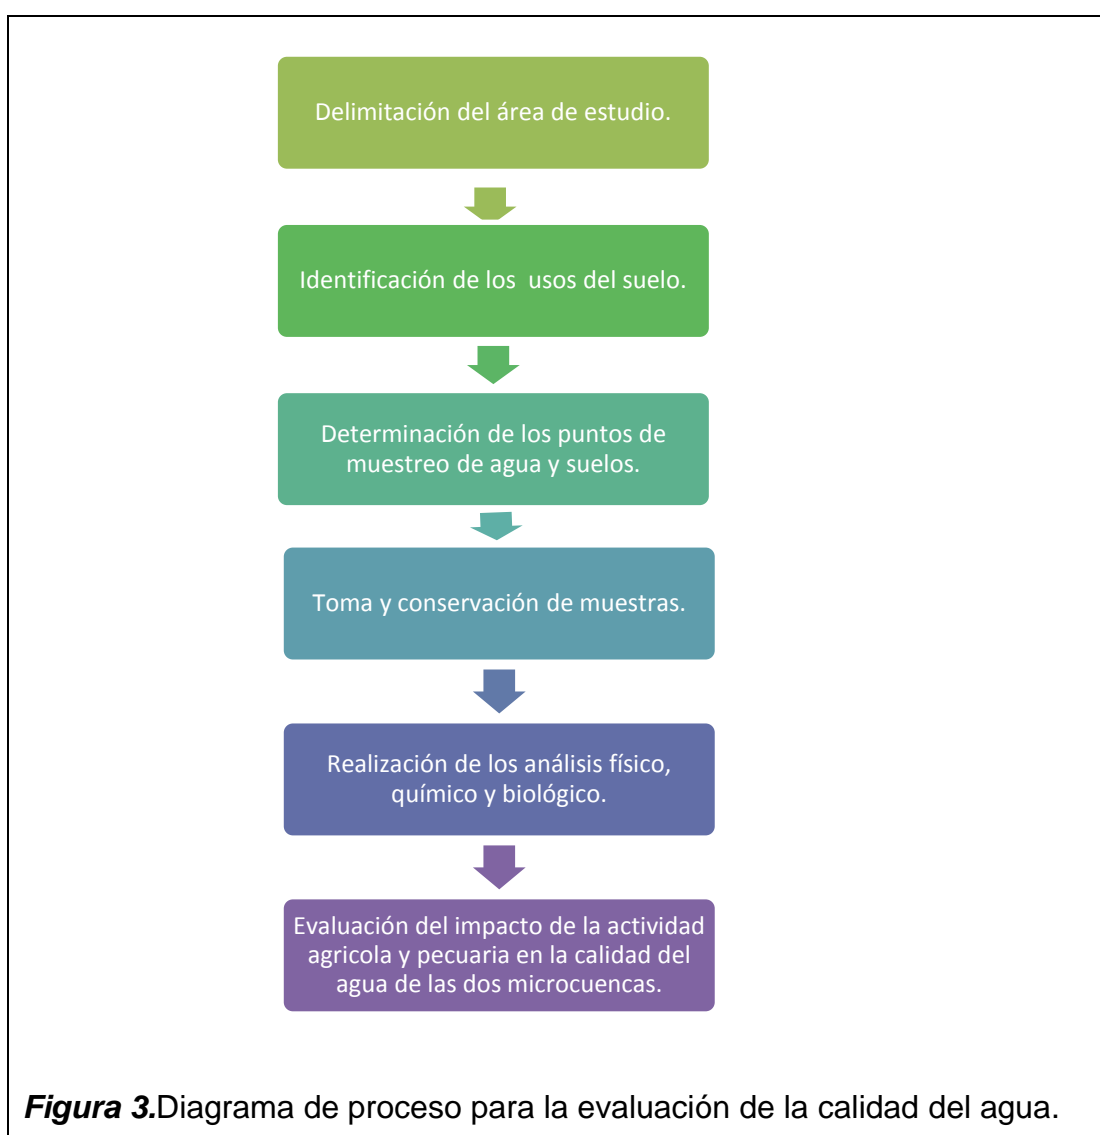 Delimitación del área de estudio.
Identificación de los  usos del suelo.
Determinación de los puntos de
muestreo de agua y suelos.
Toma y conservación de muestras.
Realización de los análisis físico,
químico y biológico.
Evaluación del impacto de la actividad
agricola y pecuaria en la calidad del
agua de las dos microcuencas.
Figura 3.Diagrama de proceso para la evaluación de la calidad del agua.